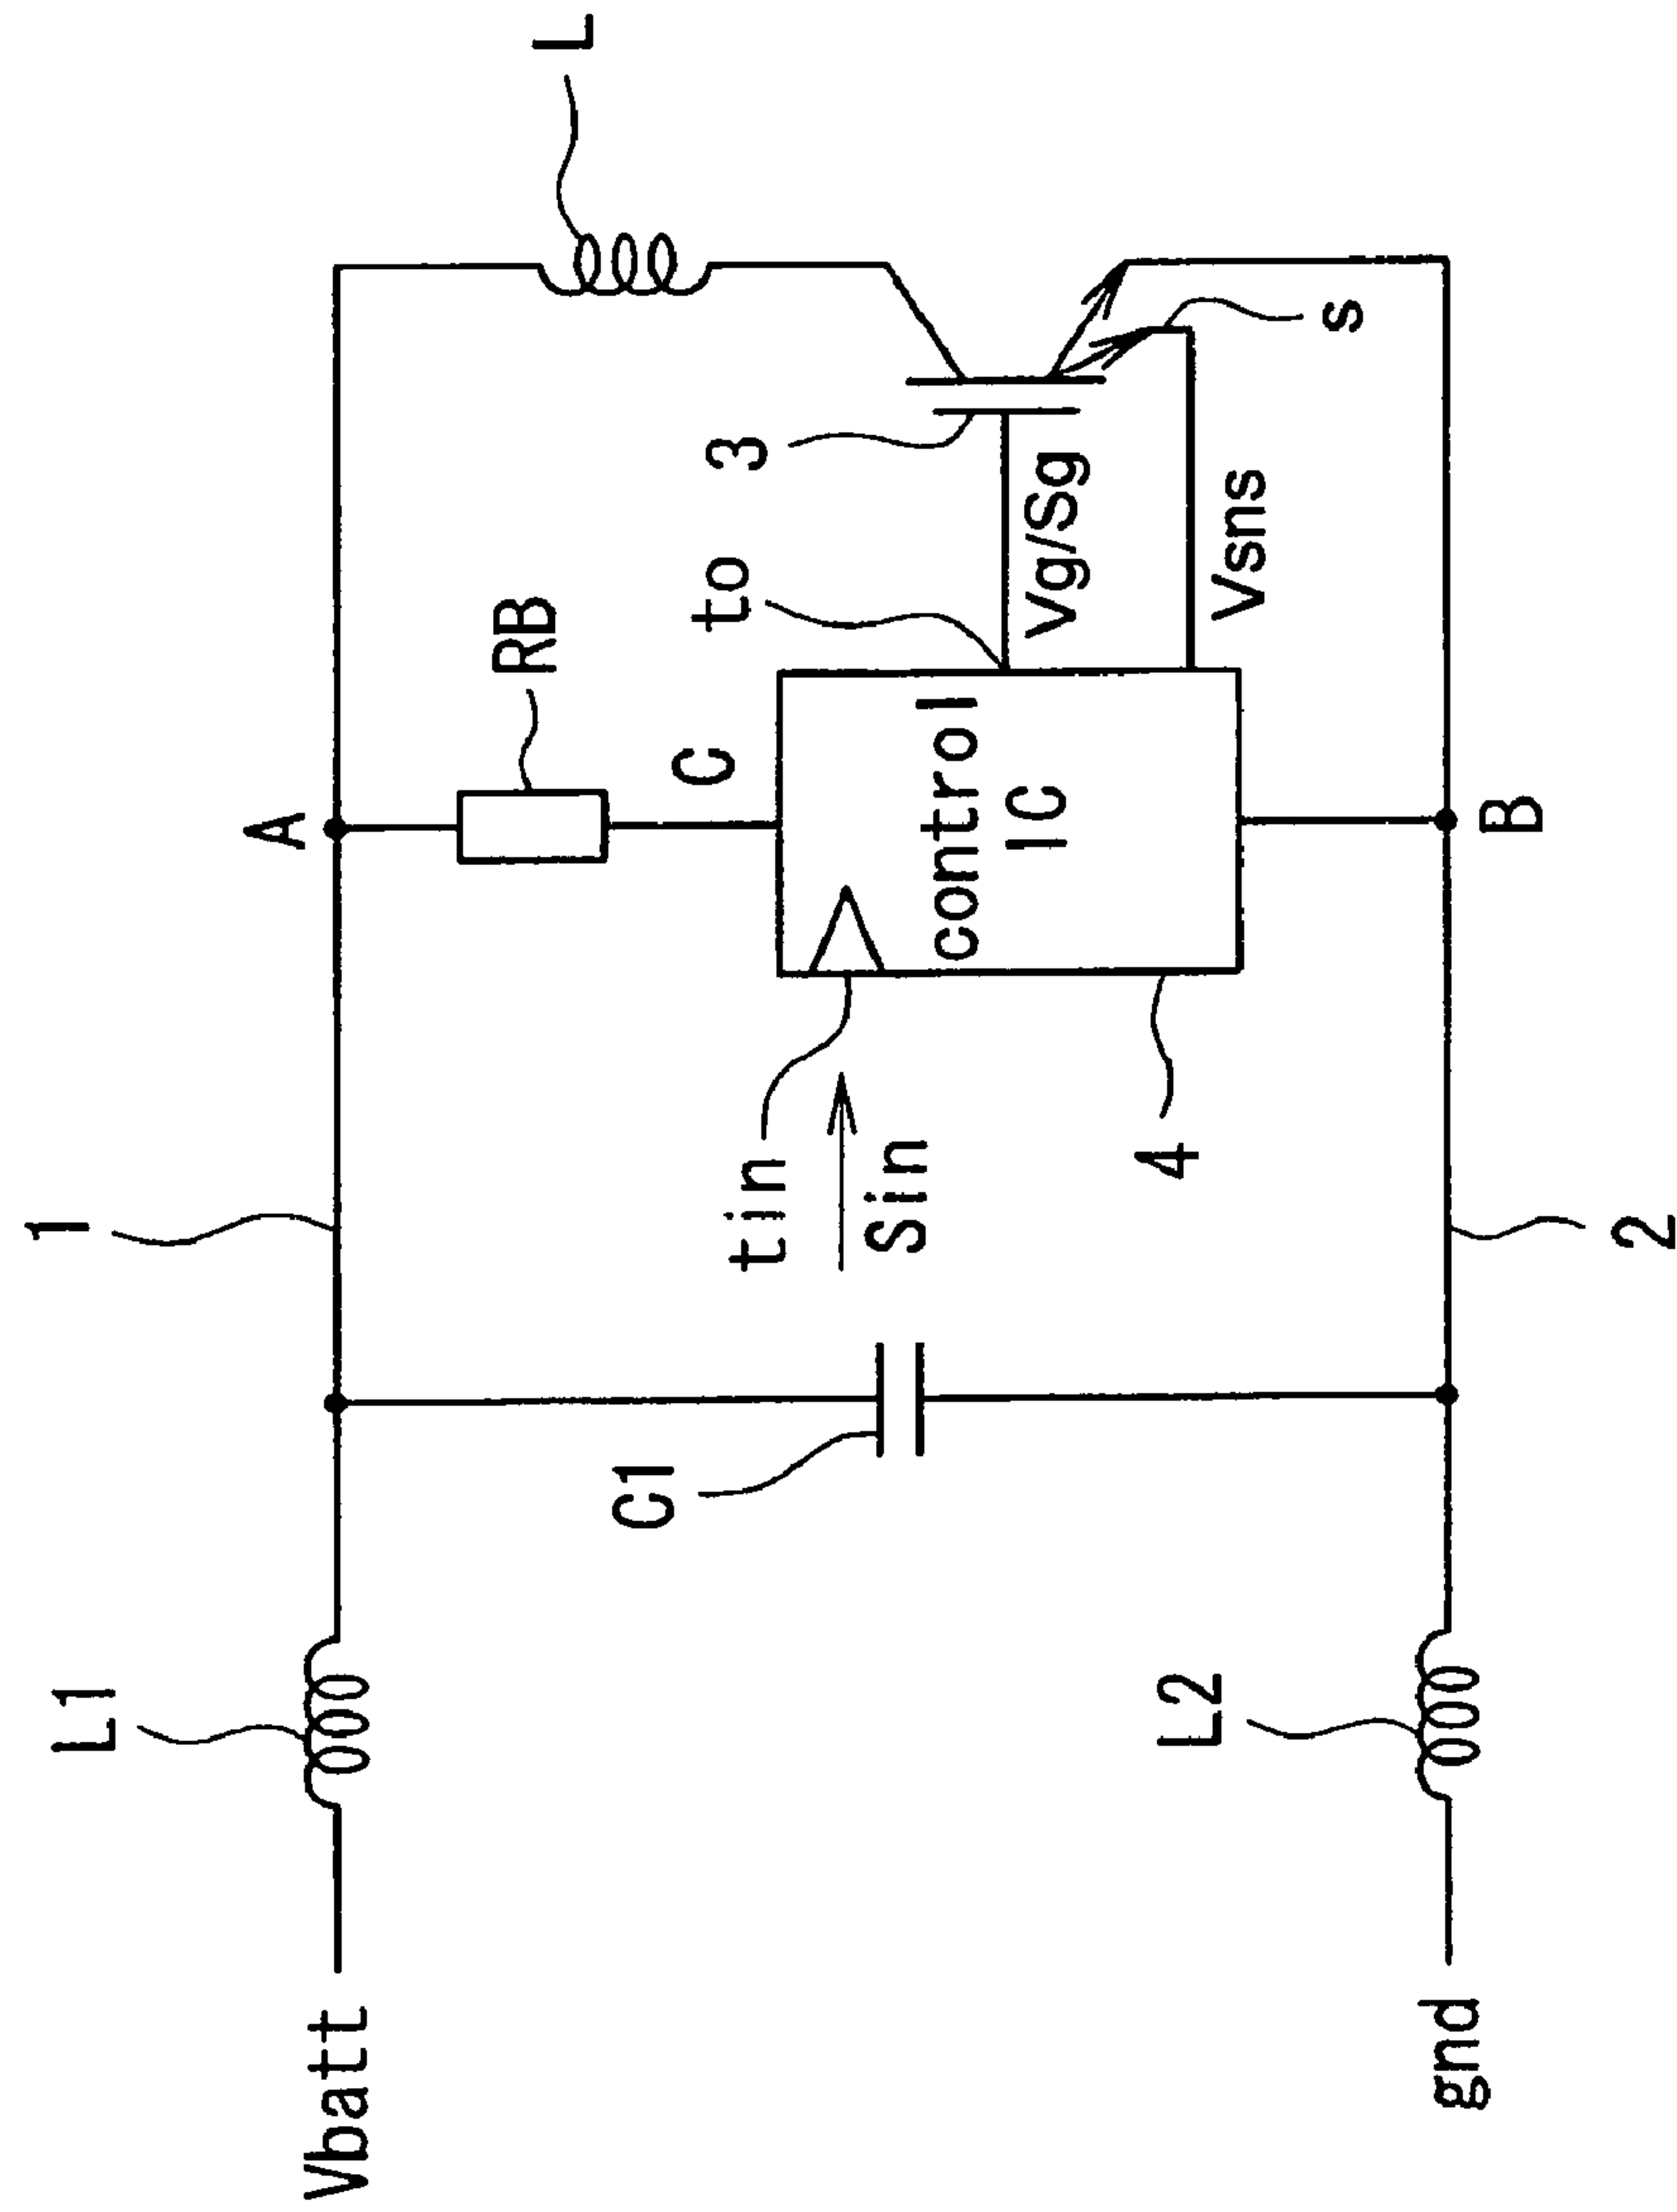 1
L1
A
Vbatt
RB
L
C1
C
to
3
tin
Sin
control
IC
Vg/Sg
4
L2
Vsns
s
gnd
B
2